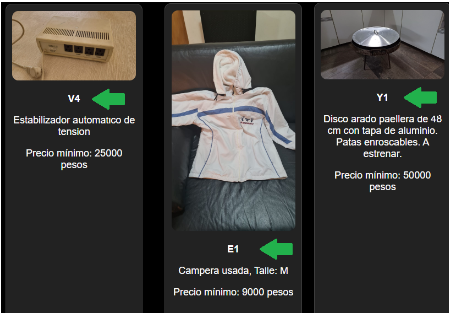 V4
Estabilizador automatico de
tension
Precio mínimo: 25000
pesos
E1
Campera usada, Talle: M
Precio mínimo: 9000 pesos
Y1
Disco arado paellera de 48
cm con tapa de aluminio.
Patas enroscables. A
estrenar.
Precio mínimo: 50000
pesos